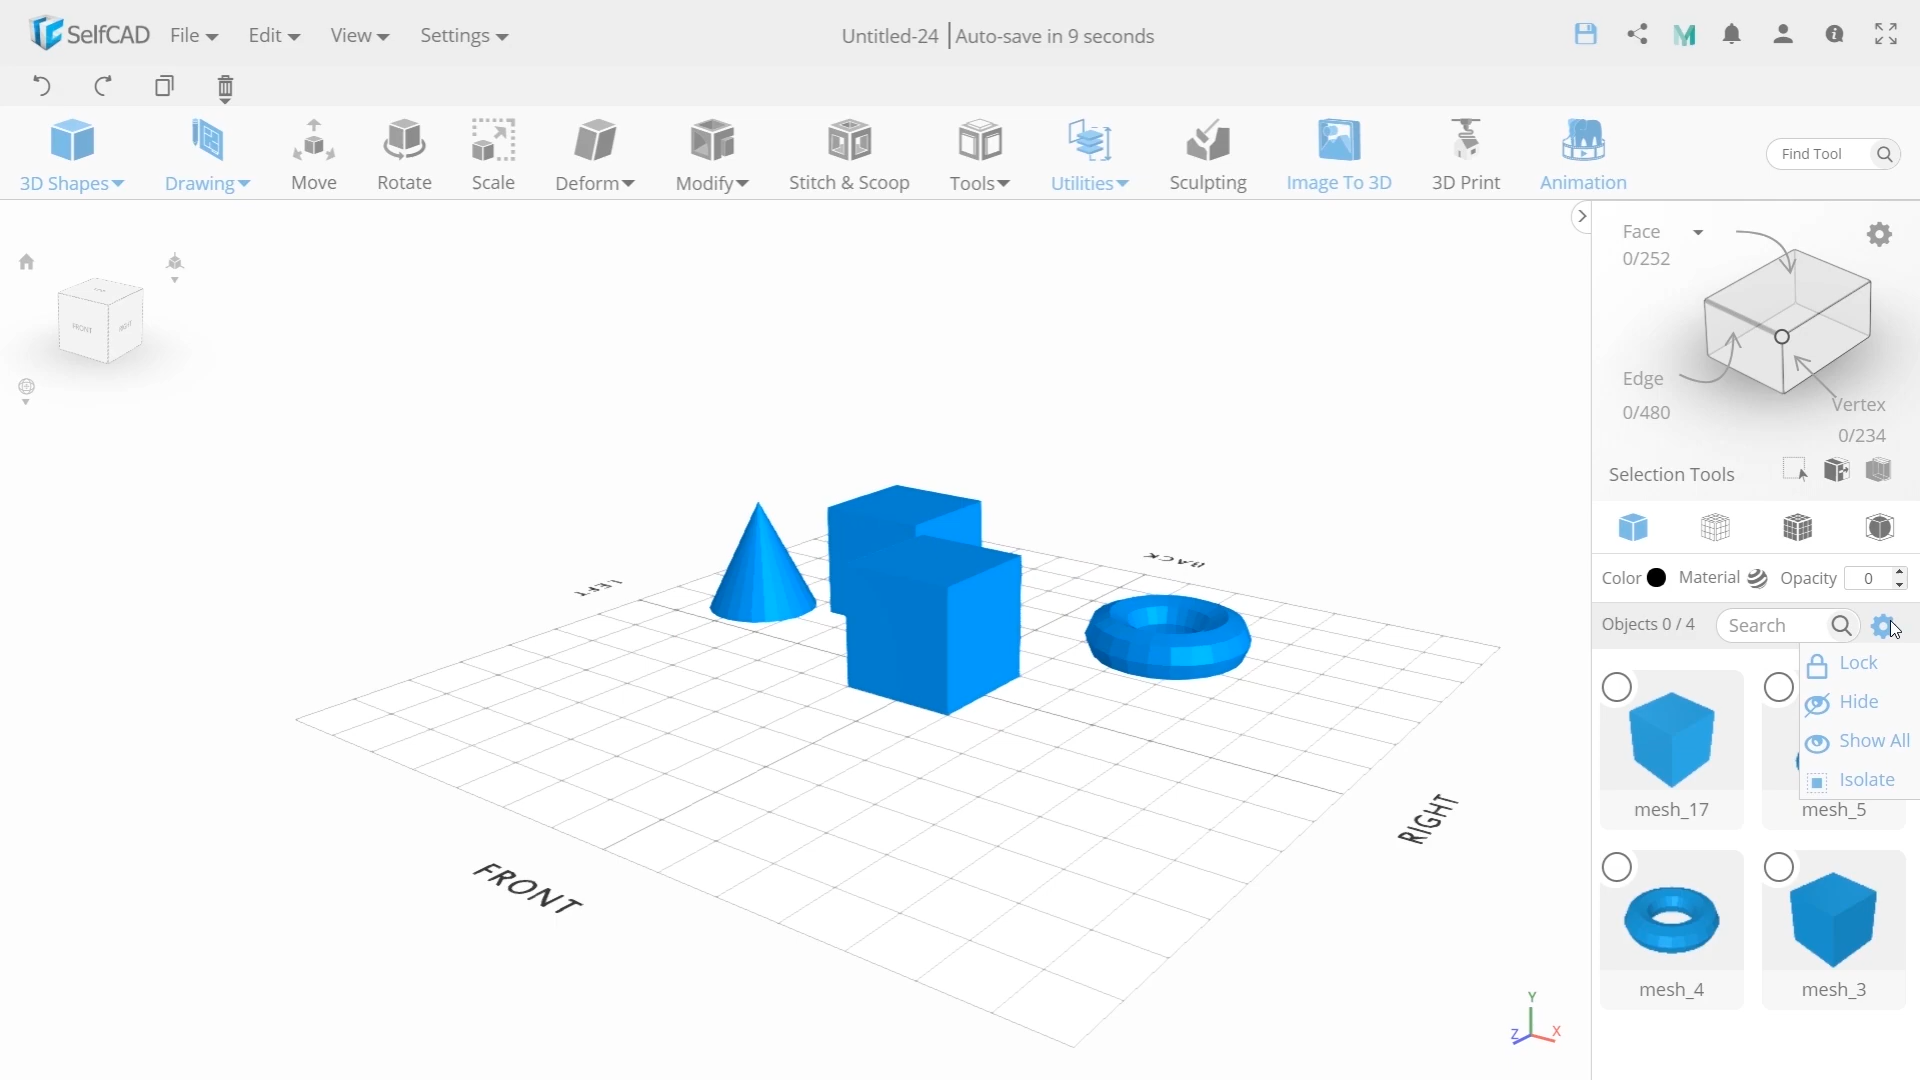 SelfCAD File Edit View Settings
Untitled-24 | Auto-save in 9 seconds
3D Shapes Drawing Move Rotate Scale Deform Modify Stitch & Scoop Tools Utilities Sculpting Image To 3D 3D Print Animation
Find Tool
Face
0/252
Edge
0/480
Vertex
0/234
Selection Tools
Color Material Opacity 0
Objects 0 / 4 Search
Lock
Hide
Show All
Isolate
mesh_17 mesh_5
mesh_4 mesh_3
FRONT RIGHT
LEFT
BACK
FRONT
RIGHT
Y
Z X